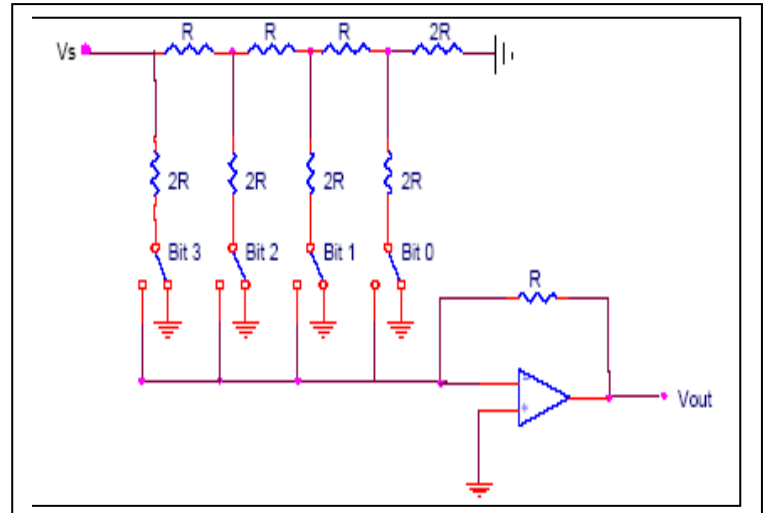 R R R 2R
Vs
2R 2R 2R 2R
Bit 3 Bit 2 Bit 1 Bit 0
R
-
+
Vout